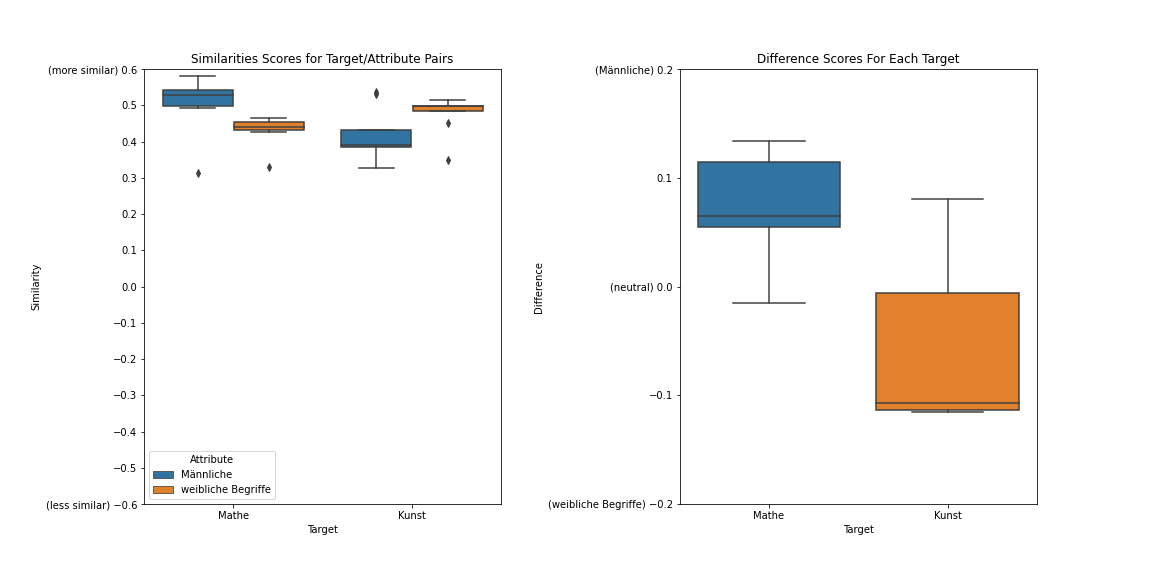 Similarities Scores for Target/Attribute Pairs
(more similar) 0.6
0.5
0.4
0.3
0.2
0.1
0.0
−0.1
−0.2
−0.3
−0.4
−0.5
(less similar) −0.6
Similarity
Attribute
Männliche
weibliche Begriffe
Mathe
Kunst
Target
Difference Scores For Each Target
(Männliche) 0.2
0.1
(neutral) 0.0
−0.1
(weibliche Begriffe) −0.2
Difference
Mathe
Kunst
Target